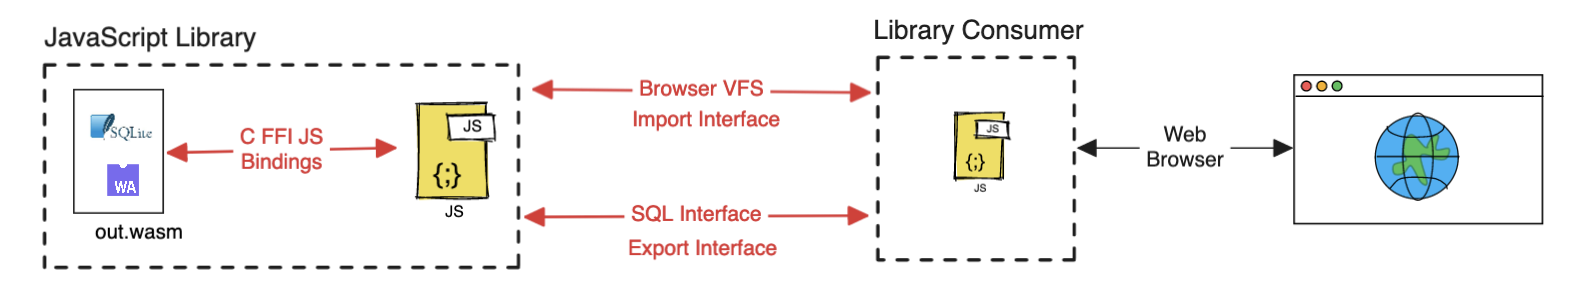 JavaScript Library
SQLite
WA
out.wasm
C FFI JS
Bindings
JS
{;}
JS
Browser VFS
Import Interface
SQL Interface
Export Interface
Library Consumer
JS
{;}
JS
Web
Browser